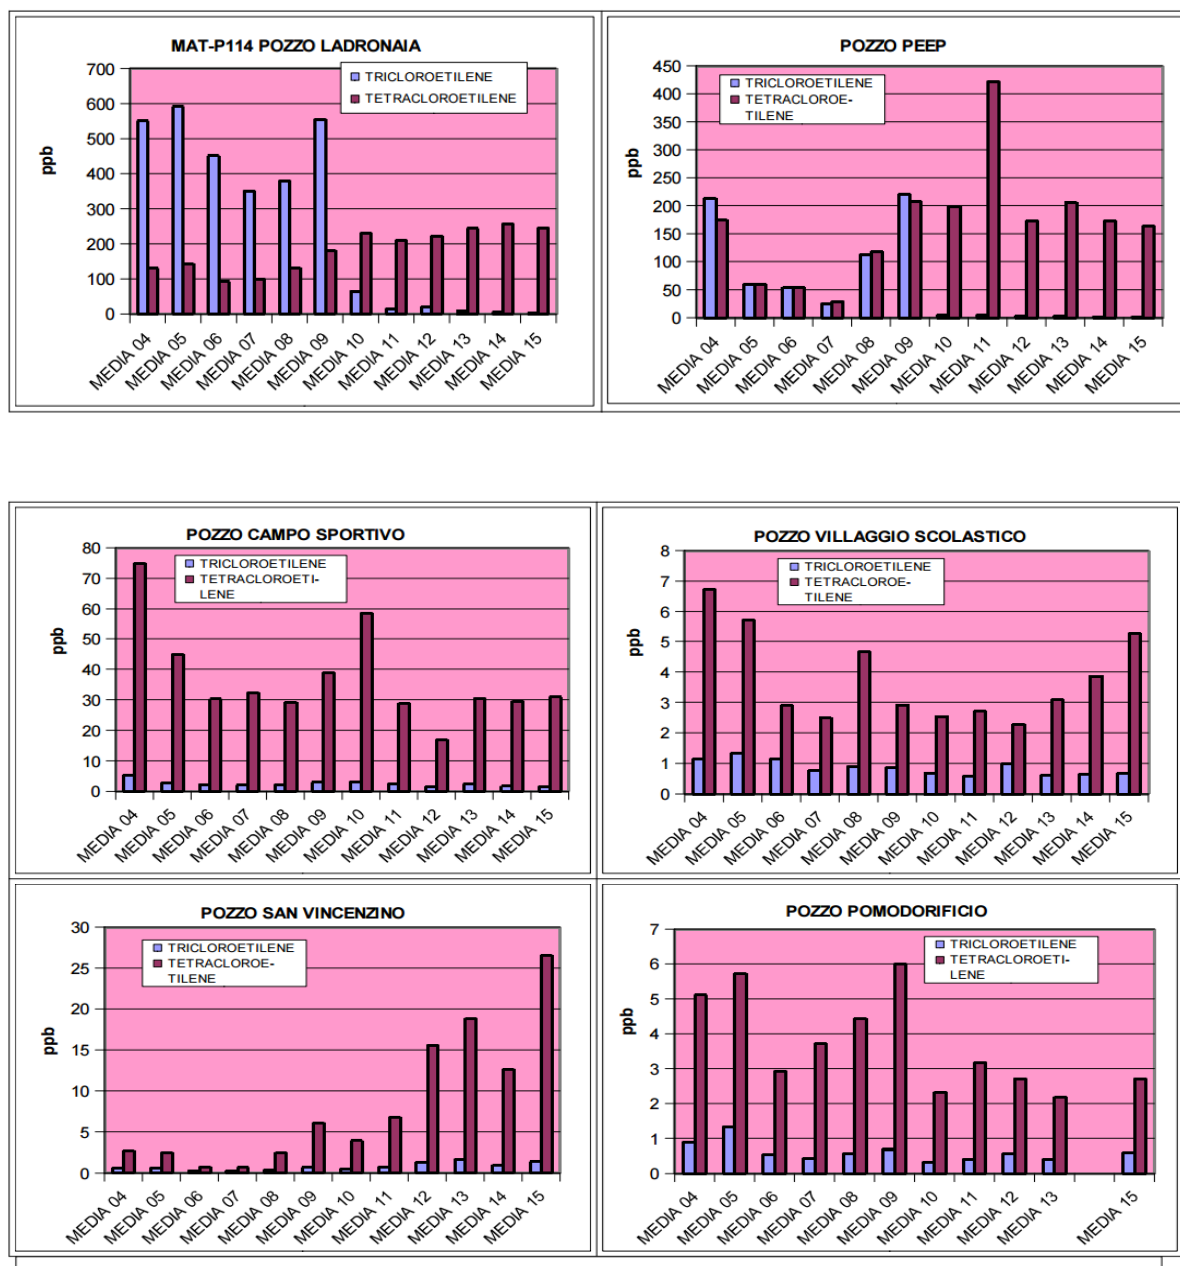 MAT-P114 POZZO LADRONAIA
TRICLOROETILENE
TETRACLOROETILENE
ppb
700
600
500
400
300
200
100
0
MEDIA 04
MEDIA 05
MEDIA 06
MEDIA 07
MEDIA 08
MEDIA 09
MEDIA 10
MEDIA 11
MEDIA 12
MEDIA 13
MEDIA 14
MEDIA 15
POZZO PEEP
TRICLOROETILENE
TETRACLOROE-
TILENE
ppb
450
400
350
300
250
200
150
100
50
0
MEDIA 04
MEDIA 05
MEDIA 06
MEDIA 07
MEDIA 08
MEDIA 09
MEDIA 10
MEDIA 11
MEDIA 12
MEDIA 13
MEDIA 14
MEDIA 15
POZZO CAMPO SPORTIVO
TRICLOROETILENE
TETRACLOROETI-
LENE
ppb
80
70
60
50
40
30
20
10
0
MEDIA 04
MEDIA 05
MEDIA 06
MEDIA 07
MEDIA 08
MEDIA 09
MEDIA 10
MEDIA 11
MEDIA 12
MEDIA 13
MEDIA 14
MEDIA 15
POZZO VILLAGGIO SCOLASTICO
TRICLOROETILENE
TETRACLOROE-
TILENE
ppb
8
7
6
5
4
3
2
1
0
MEDIA 04
MEDIA 05
MEDIA 06
MEDIA 07
MEDIA 08
MEDIA 09
MEDIA 10
MEDIA 11
MEDIA 12
MEDIA 13
MEDIA 14
MEDIA 15
POZZO SAN VINCENZINO
TRICLOROETILENE
TETRACLOROE-
TILENE
ppb
30
25
20
15
10
5
0
MEDIA 04
MEDIA 05
MEDIA 06
MEDIA 07
MEDIA 08
MEDIA 09
MEDIA 10
MEDIA 11
MEDIA 12
MEDIA 13
MEDIA 14
MEDIA 15
POZZO POMODORIFICIO
TRICLOROETILENE
TETRACLOROETI-
LENE
ppb
7
6
5
4
3
2
1
0
MEDIA 04
MEDIA 05
MEDIA 06
MEDIA 07
MEDIA 08
MEDIA 09
MEDIA 10
MEDIA 11
MEDIA 12
MEDIA 13
MEDIA 15